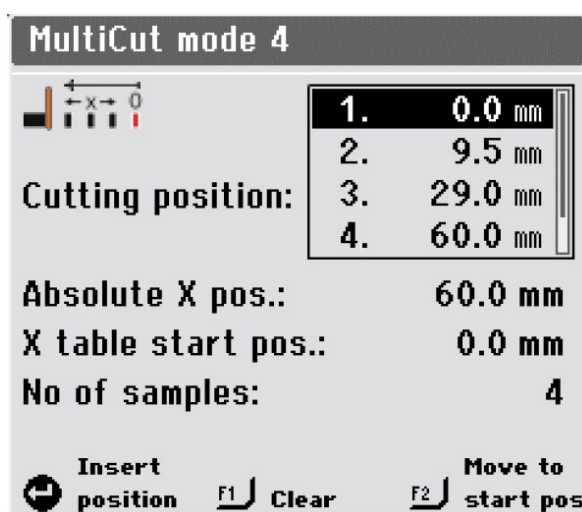 MultiCut mode 4
←x→ 0
1. 0.0 mm
2. 9.5 mm
Cutting position: 3. 29.0 mm
4. 60.0 mm
Absolute X pos.: 60.0 mm
X table start pos.: 0.0 mm
No of samples: 4
Insert Move to
position F1 Clear F2 start pos